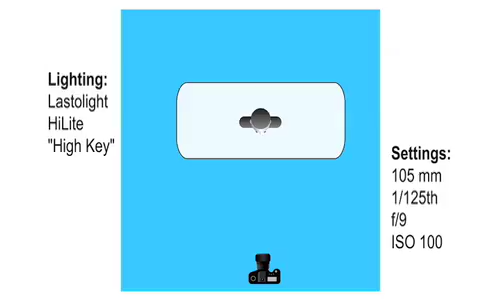 Lighting:
Lastolight
HiLite
"High Key"
Settings:
105 mm
1/125th
f/9
ISO 100